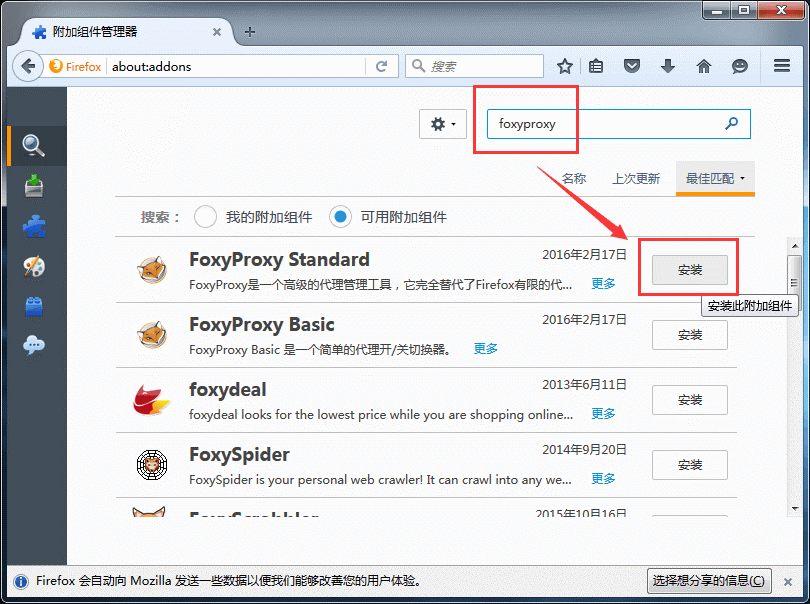 附加组件管理器
Firefox about:addons 搜索
foxyproxy
名称 上次更新 最佳匹配
搜索： 我的附加组件 可用附加组件
FoxyProxy Standard 2016年2月17日
FoxyProxy是一个高级的代理管理工具，它完全替代了Firefox有限的代... 更多 安装
安装此附加组件
FoxyProxy Basic 2016年2月17日
FoxyProxy Basic 是一个简单的代理开/关切换器。 更多 安装
foxydeal 2013年6月11日
foxydeal looks for the lowest price while you are shopping online... 更多 安装
FoxySpider 2014年9月20日
FoxySpider is your personal web crawler! It can crawl into any we... 更多 安装
2015年10月16日
Firefox 会自动向 Mozilla 发送一些数据以便我们能够改善您的用户体验。 选择想分享的信息(C)